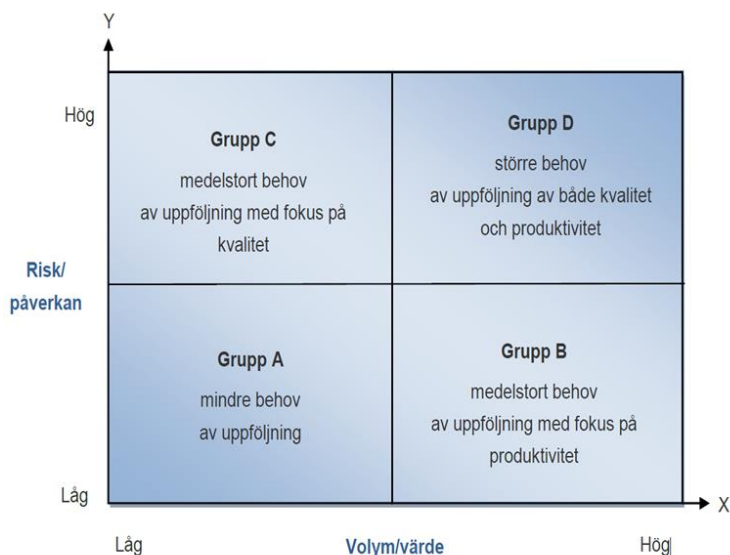 Y
Hög
Grupp C
medelstort behov
av uppföljning med fokus på
kvalitet
Grupp D
större behov
av uppföljning av både kvalitet
och produktivitet
Risk/
påverkan
Grupp A
mindre behov
av uppföljning
Grupp B
medelstort behov
av uppföljning med fokus på
produktivitet
Låg
X
Låg
Volym/värde
Hög